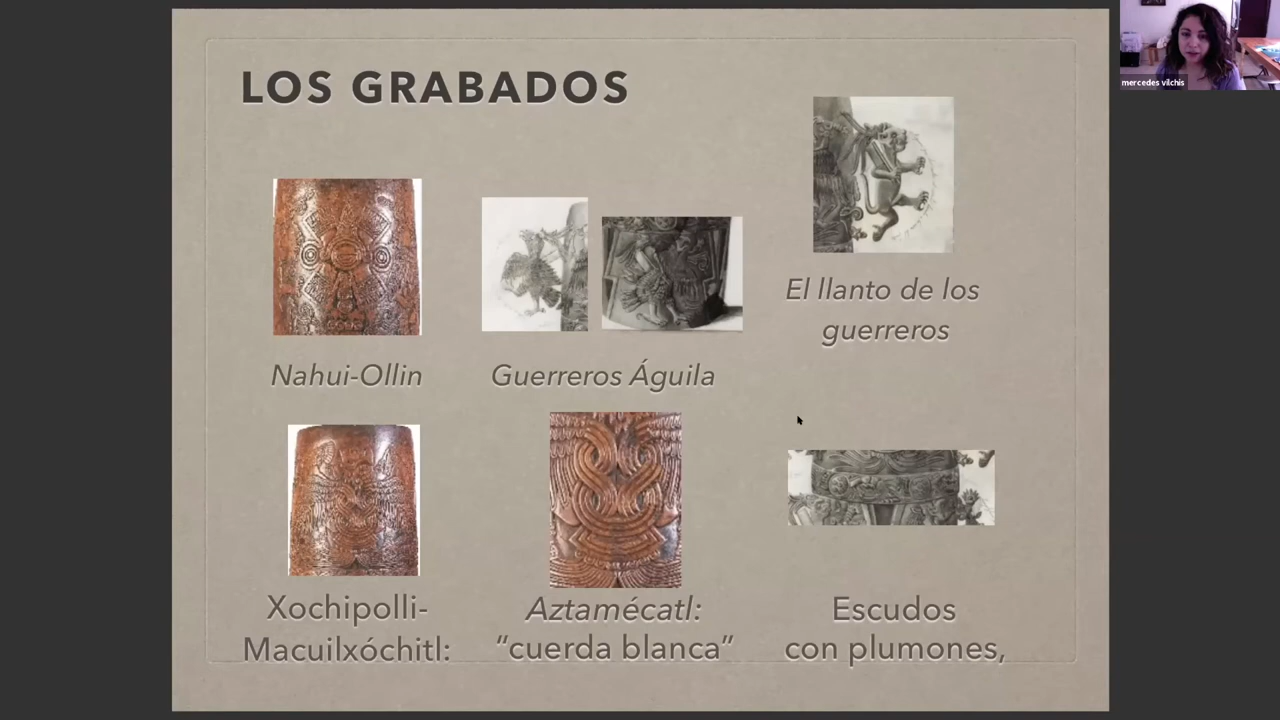 LOS GRABADOS
mercedes vilchis
El llanto de los
guerreros
Nahui-Ollin
Guerreros Águila
Xochipolli-
Macuilxóchitl:
Aztamécatl:
“cuerda blanca”
Escudos
con plumones,